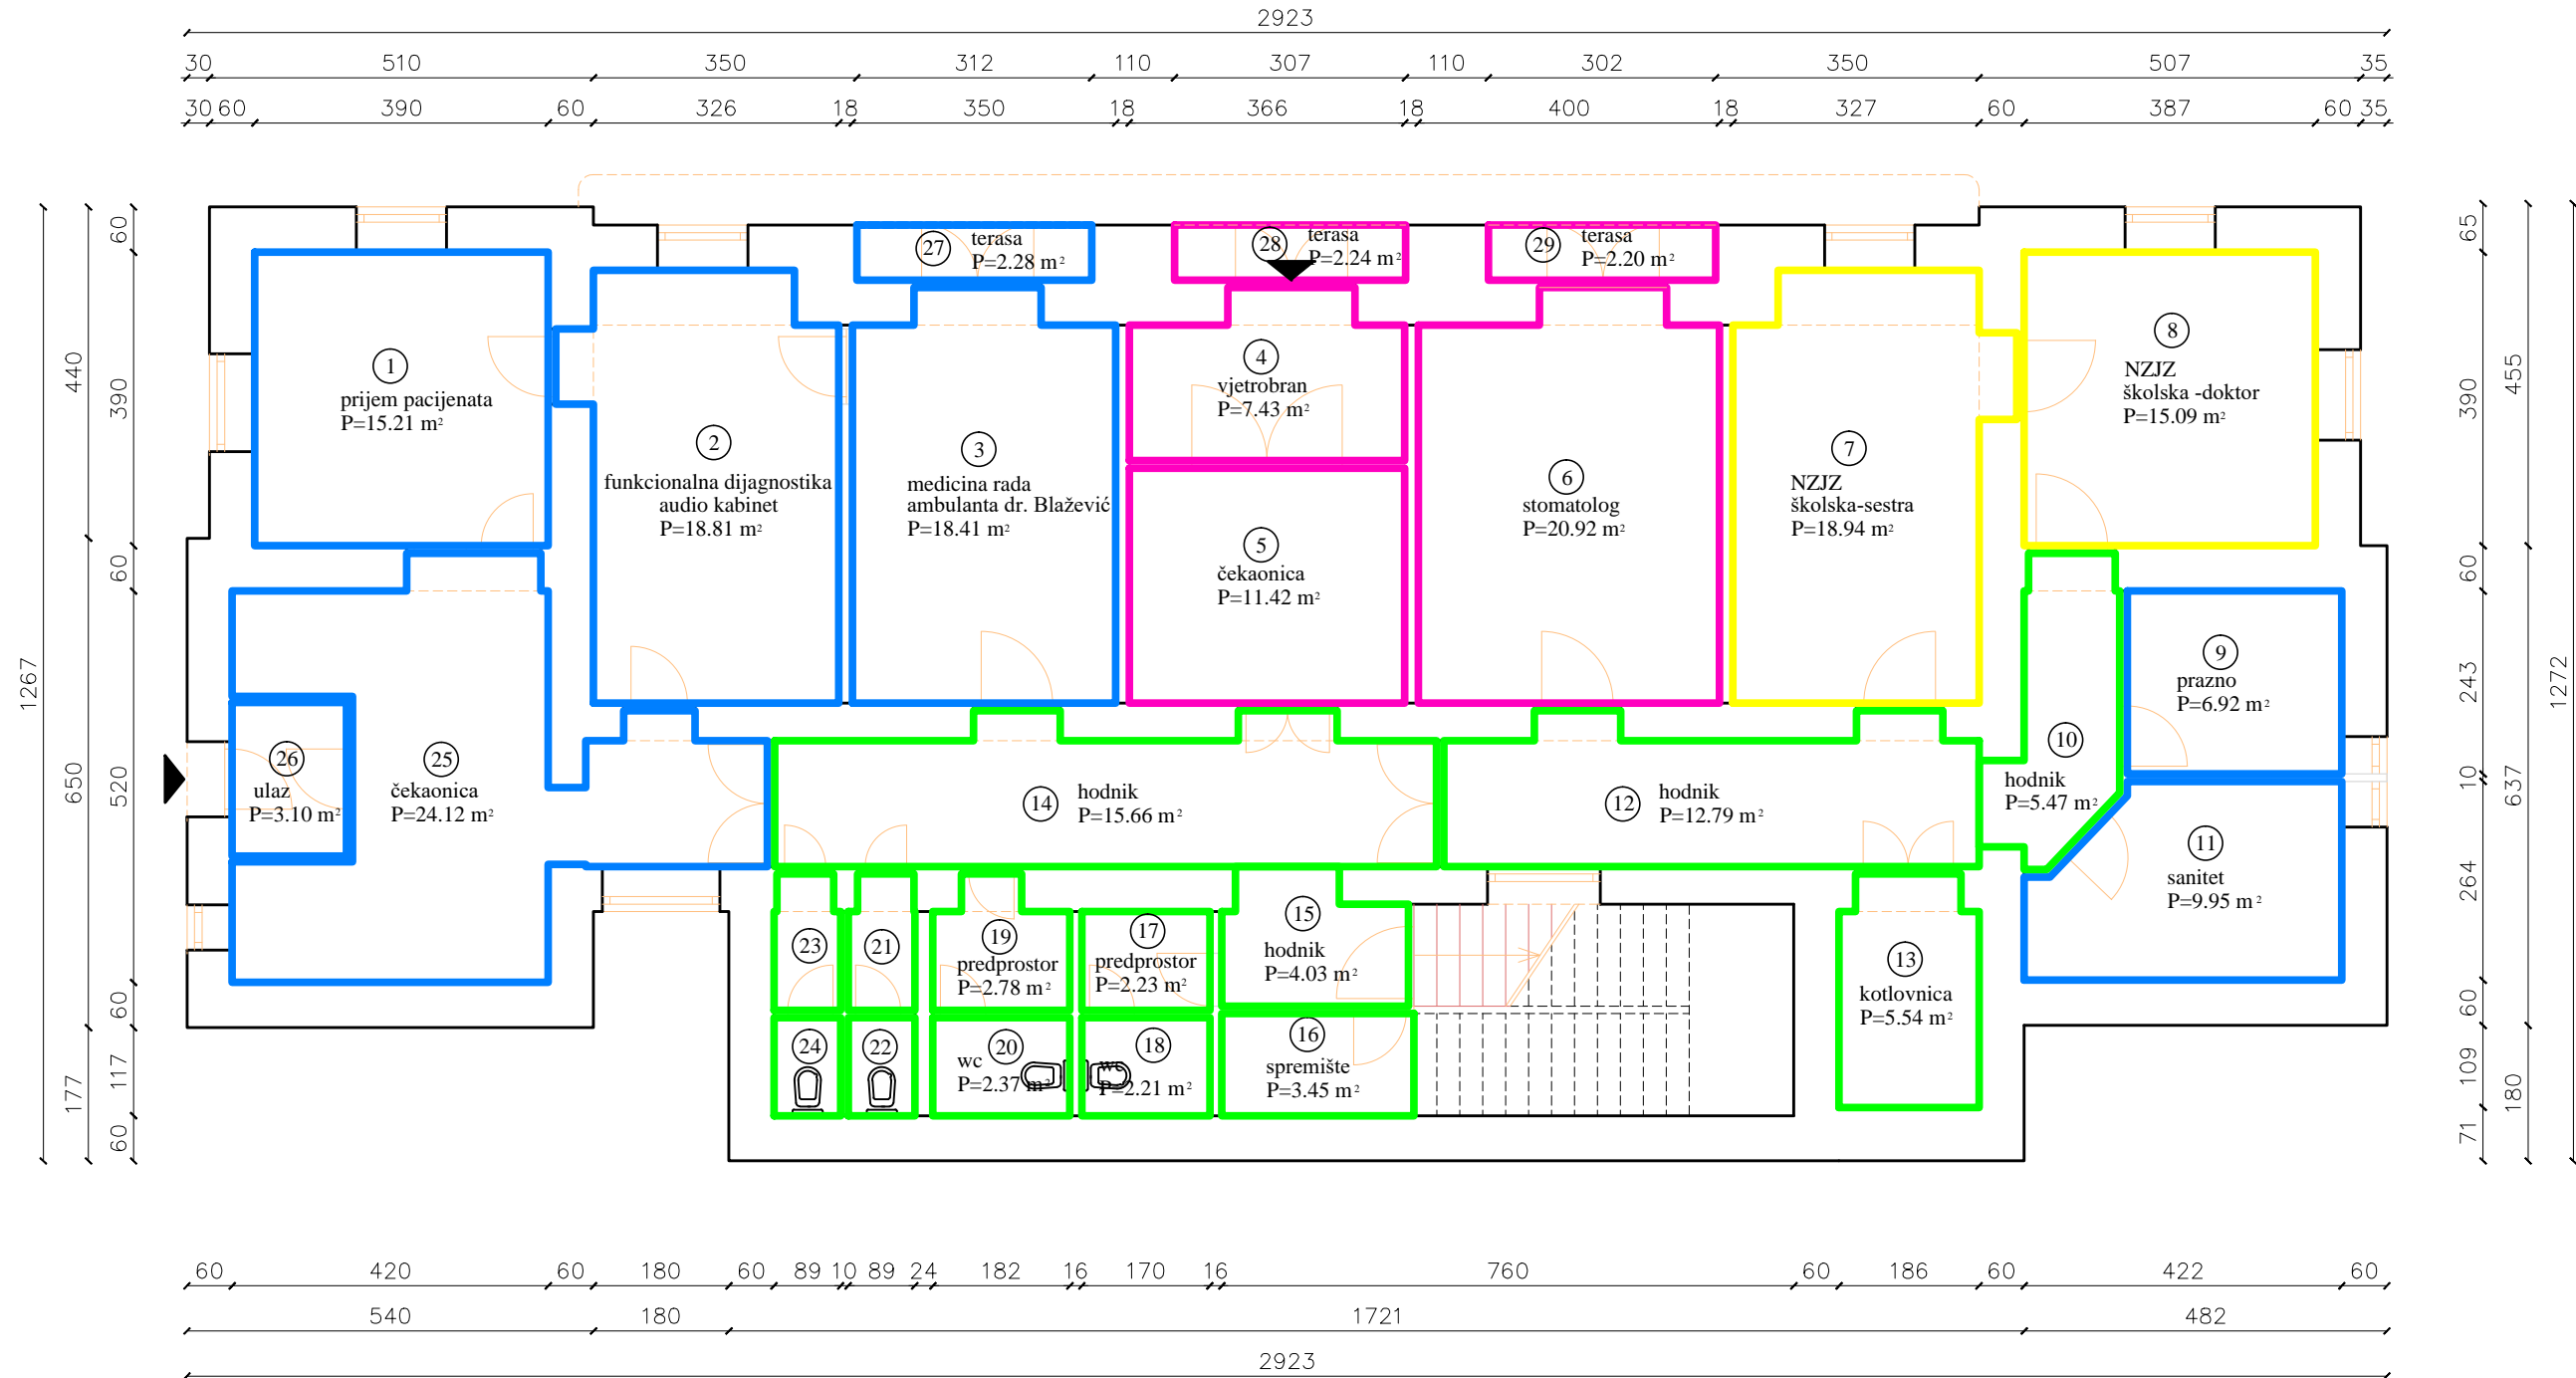 2923
30 510 350 312 110 307 110 302 350 507 35
30 60 390 60 326 18 350 18 366 18 400 18 327 60 387 60 35
1267
440 650 177
60 390 60 520 60 117 60
27 terasa
P=2.28 m²
28 terasa
P=2.24 m²
29 terasa
P=2.20 m²
1
prijem pacijenata
P=15.21 m²
2
funkcionalna dijagnostika
audio kabinet
P=18.81 m²
3
medicina rada
ambulanta dr. Blažević
P=18.41 m²
4
vjetrobran
P=7.43 m²
5
čekaonica
P=11.42 m²
6
stomatolog
P=20.92 m²
7
NZJZ
školska-sestra
P=18.94 m²
8
NZJZ
školska -doktor
P=15.09 m²
9
prazno
P=6.92 m²
10
hodnik
P=5.47 m²
11
sanitet
P=9.95 m²
26
ulaz
P=3.10 m²
25
čekaonica
P=24.12 m²
14 hodnik
P=15.66 m²
12 hodnik
P=12.79 m²
23
21
19
predprostor
P=2.78 m²
17
predprostor
P=2.23 m²
15
hodnik
P=4.03 m²
13
kotlovnica
P=5.54 m²
24
22
wc 20
P=2.37 m²
wc 18
P=2.21 m²
16
spremište
P=3.45 m²
65 390 60 243 10 264 60 109 71
455 637 180
1272
60 420 60 180 60 89 10 89 24 182 16 170 16 760 60 186 60 422 60
540 180 1721 482
2923